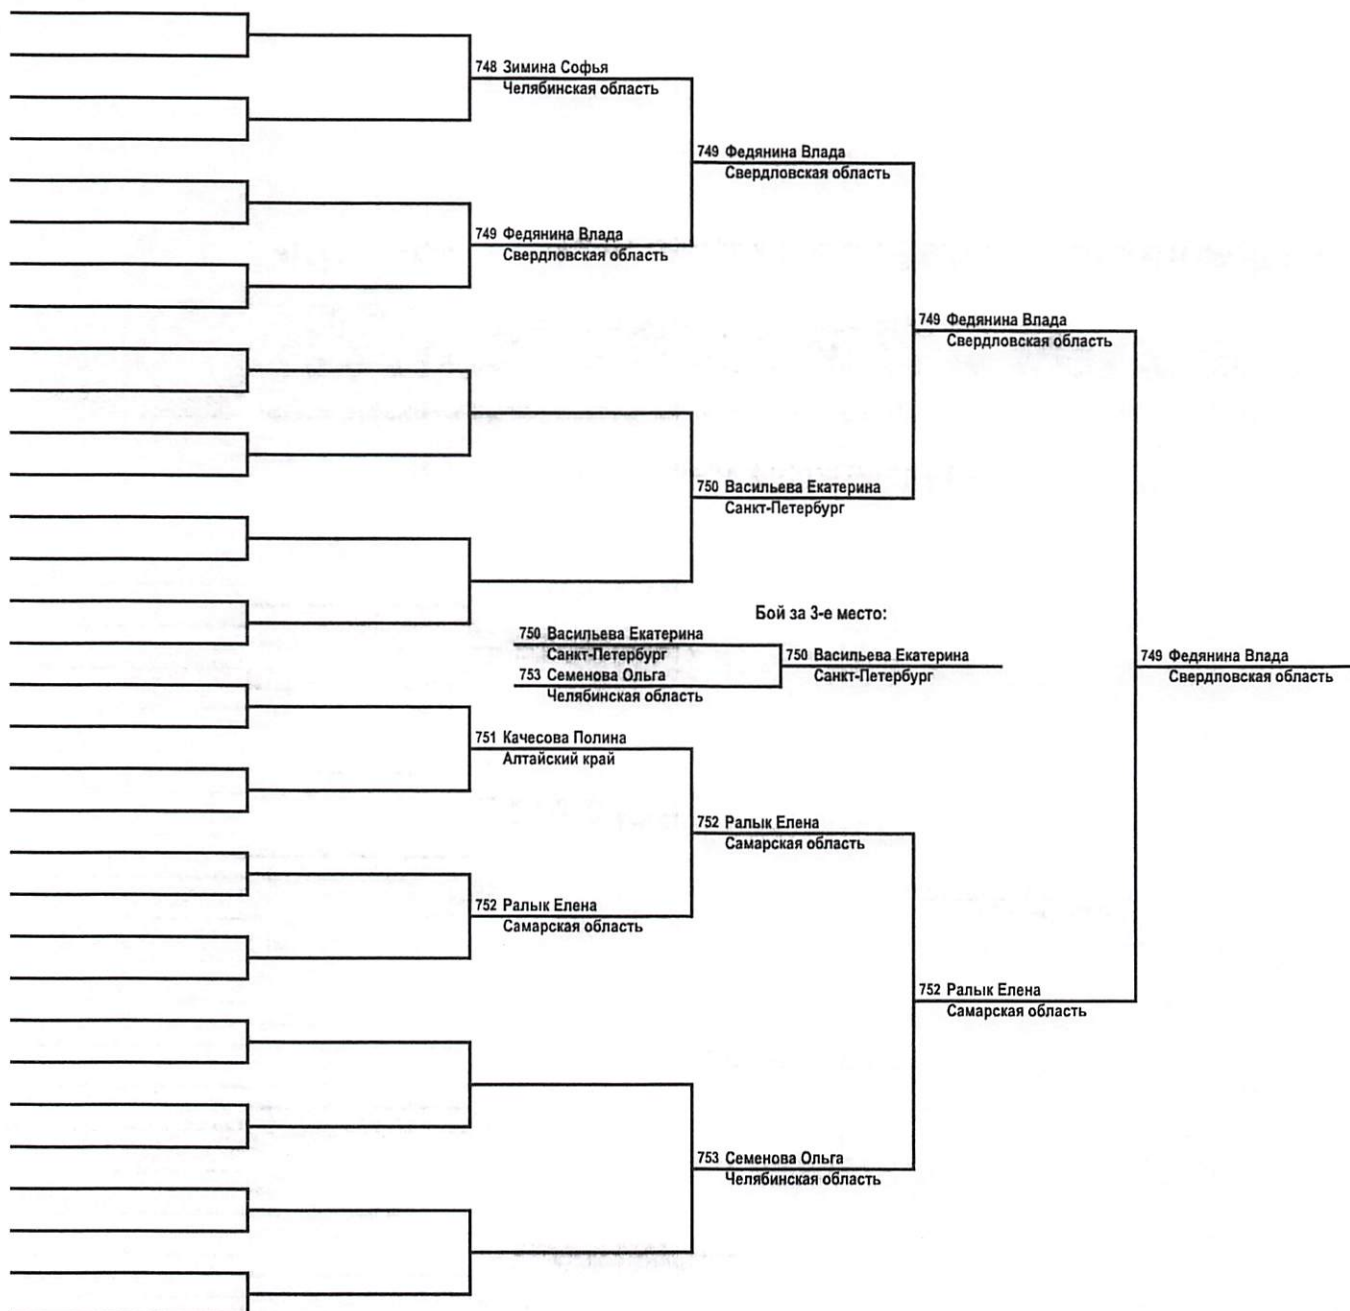 748 Зимина Софья
Челябинская область
749 Федянина Влада
Свердловская область
749 Федянина Влада
Свердловская область
749 Федянина Влада
Свердловская область
750 Васильева Екатерина
Санкт-Петербург
Бой за 3-е место:
750 Васильева Екатерина
Санкт-Петербург
753 Семенова Ольга
Челябинская область
750 Васильева Екатерина
Санкт-Петербург
749 Федянина Влада
Свердловская область
751 Качесова Полина
Алтайский край
752 Ралык Елена
Самарская область
752 Ралык Елена
Самарская область
752 Ралык Елена
Самарская область
753 Семенова Ольга
Челябинская область